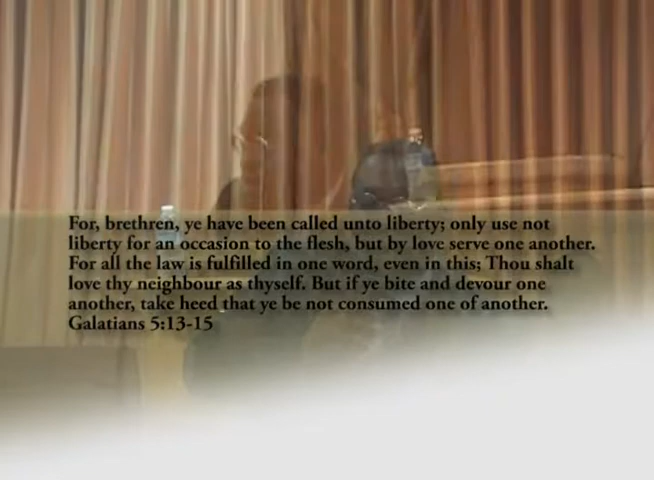 For, brethren, ye have been called unto liberty; only use not
liberty for an occasion to the flesh, but by love serve one another.
For all the law is fulfilled in one word, even in this; Thou shalt
love thy neighbour as thyself. But if ye bite and devour one
another, take heed that ye be not consumed one of another.
Galatians 5:13-15